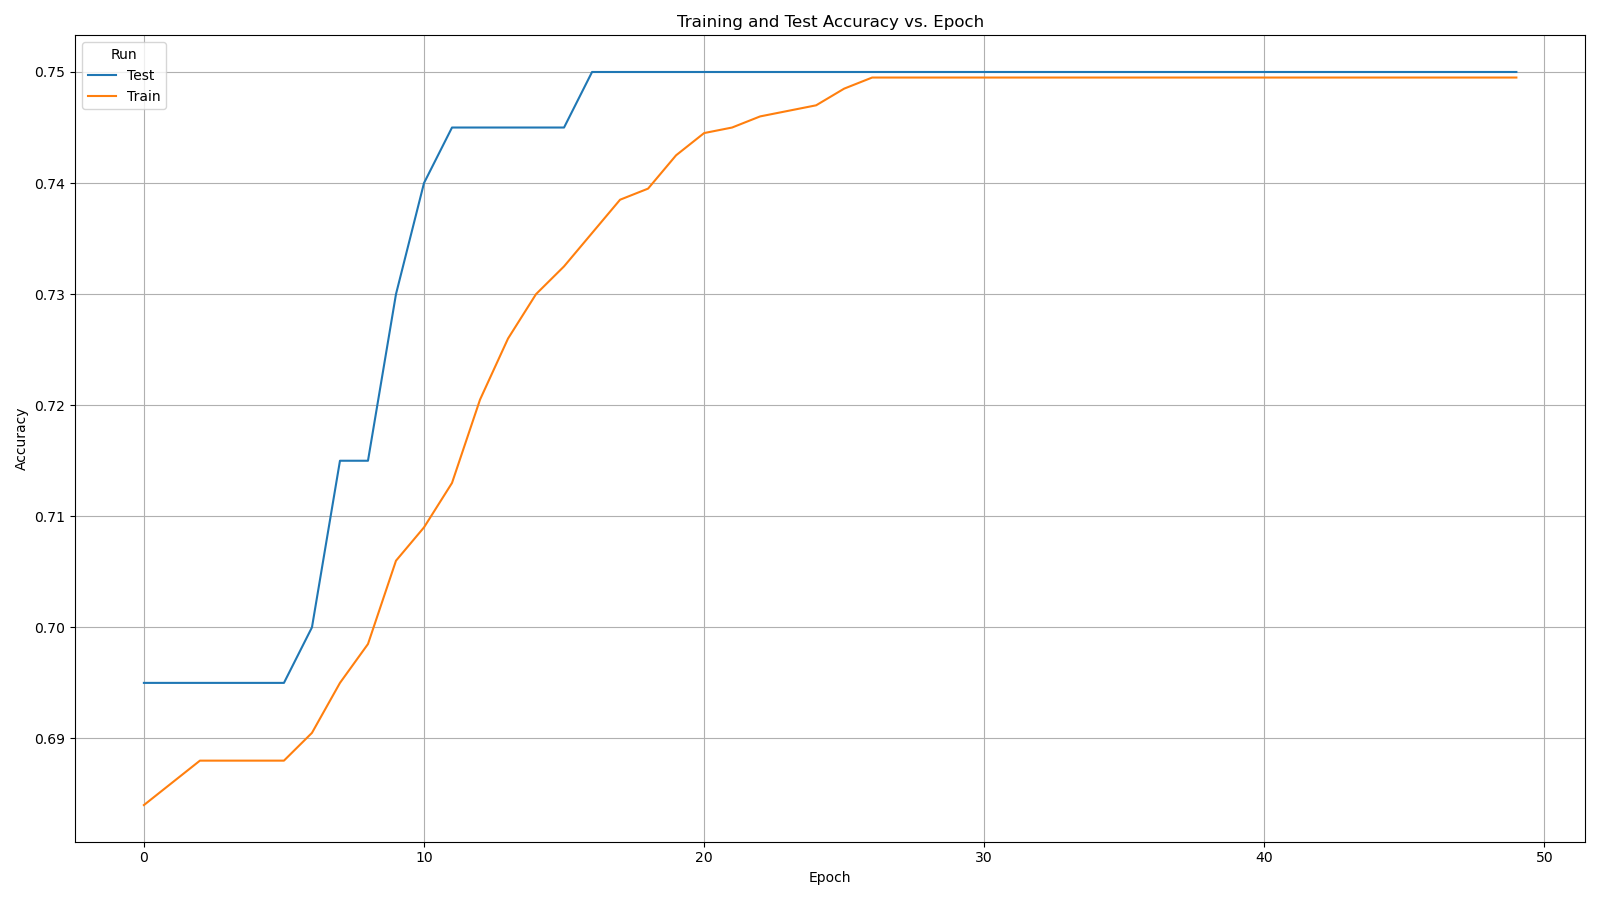 Training and Test Accuracy vs. Epoch
Run
Test
Train
0.75
0.74
0.73
0.72
0.71
0.70
0.69
Accuracy
0 10 20 30 40 50
Epoch